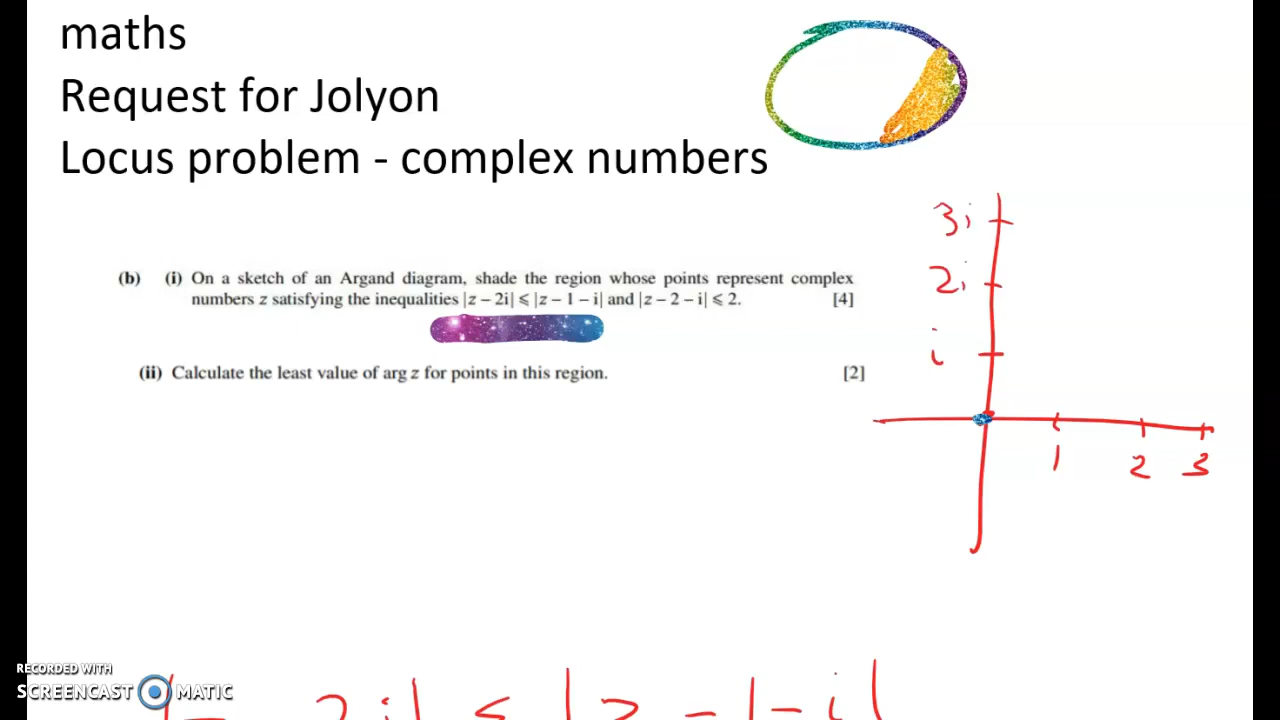 maths
Request for Jolyon
Locus problem - complex numbers
3i
2i
i
1 2 3
(b) (i) On a sketch of an Argand diagram, shade the region whose points represent complex
numbers z satisfying the inequalities |z − 2i| ⩽ |z − 1 − i| and |z − 2 − i| ⩽ 2. [4]
(ii) Calculate the least value of arg z for points in this region. [2]
RECORDED WITH
SCREENCAST MATIC
- 2i| ≤ |z - 1 - i|